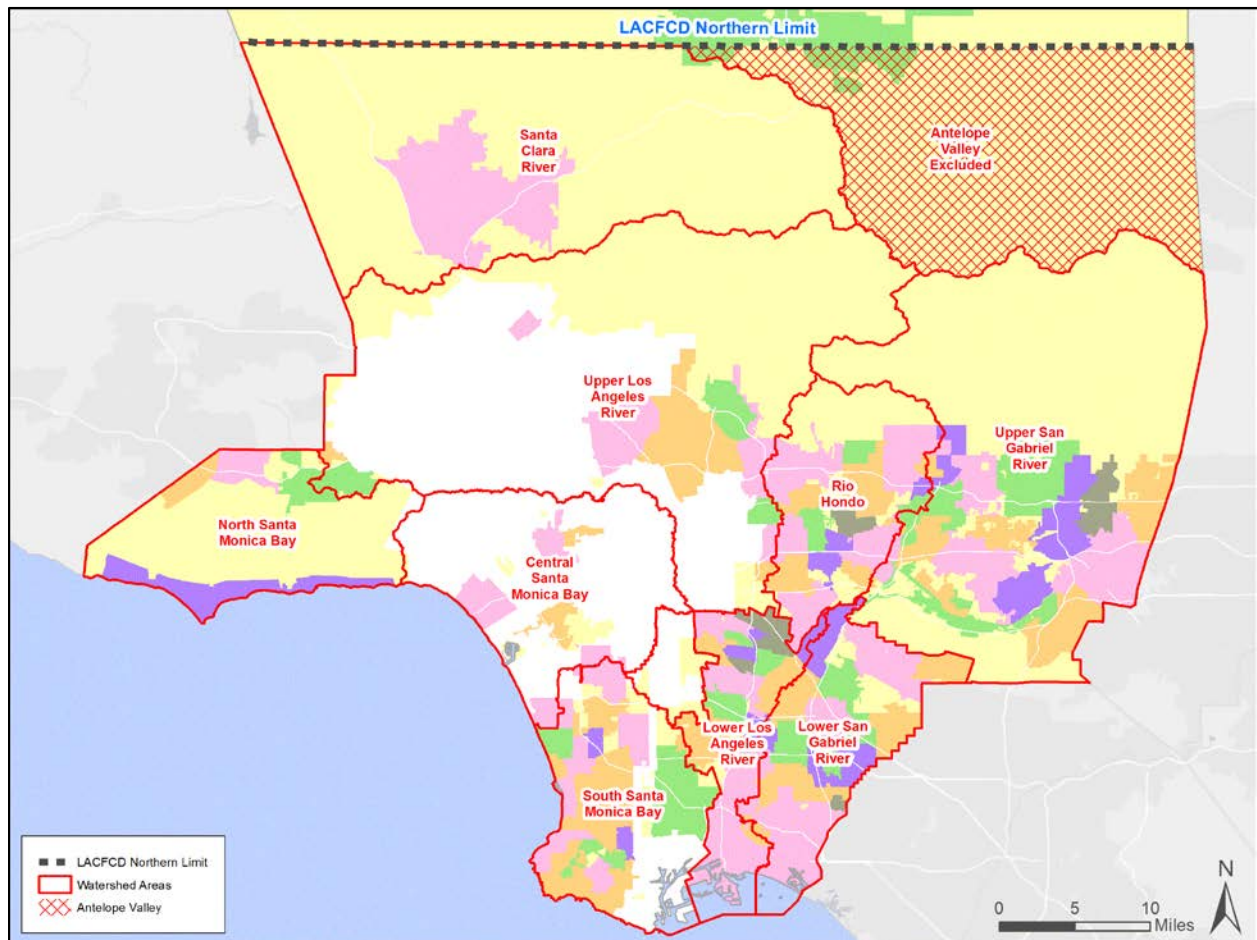 LACFCD Northern Limit
Santa
Clara
River
Antelope
Valley
Excluded
Upper Los
Angeles
River
Upper San
Gabriel
River
Rio
Hondo
North Santa
Monica Bay
Central
Santa
Monica Bay
Lower Los
Angeles
River
Lower San
Gabriel
River
South Santa
Monica Bay
LACFCD Northern Limit
Watershed Areas
Antelope Valley
N
0 5 10
Miles